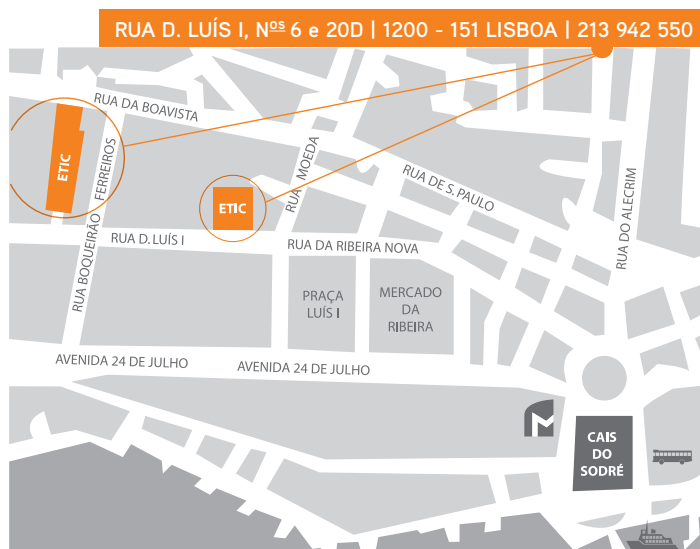 RUA D. LUÍS I, Nºˢ 6 e 20D | 1200 - 151 LISBOA | 213 942 550
RUA DA BOAVISTA
ETIC
RUA BOQUEIRÃO FERREIROS
RUA MOEDA
ETIC
RUA DE S. PAULO
RUA DO ALECRIM
RUA D. LUÍS I
RUA DA RIBEIRA NOVA
PRAÇA
LUÍS I
MERCADO
DA
RIBEIRA
AVENIDA 24 DE JULHO
AVENIDA 24 DE JULHO
M
CAIS
DO
SODRÉ